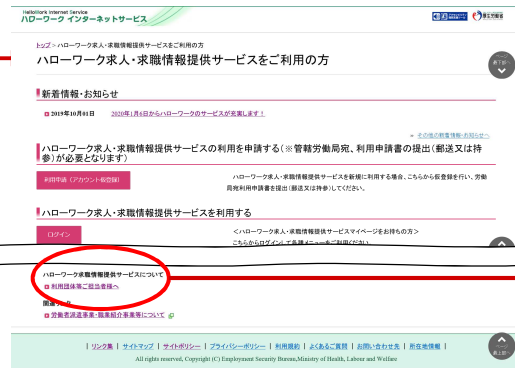 HelloWork Internet Service
ハローワーク インターネットサービス
厚生労働省
トップ > ハローワーク求人・求職情報提供サービスをご利用の方
ハローワーク求人・求職情報提供サービスをご利用の方
新着情報・お知らせ
2019年10月01日 2020年1月6日からハローワークのサービスが充実します!
その他の新着情報・お知らせへ
ハローワーク求人・求職情報提供サービスの利用を申請する(※管轄労働局宛、利用申請書の提出(郵送又は持
参)が必要となります)
利用申請(アカウント仮登録)
ハローワーク求人・求職情報提供サービスを新規に利用する場合、こちらから仮登録を行い、労働
局宛利用申請書を提出(郵送又は持参)してください。
ハローワーク求人・求職情報提供サービスを利用する
ログイン
<ハローワーク求人・求職情報提供サービスマイページをお持ちの方>
こちらからログインして各種メニューをご利用ください。
ハローワーク求職情報提供サービスについて
利用団体等ご担当者様へ
関連リンク
労働者派遣事業・職業紹介事業等について
| リンク集 | サイトマップ | サイトポリシー | プライバシーポリシー | 利用規約 | よくあるご質問 | お問い合わせ先 | 所在地情報 |
All rights reserved, Copyright (C) Employment Security Bureau,Ministry of Health, Labour and Welfare